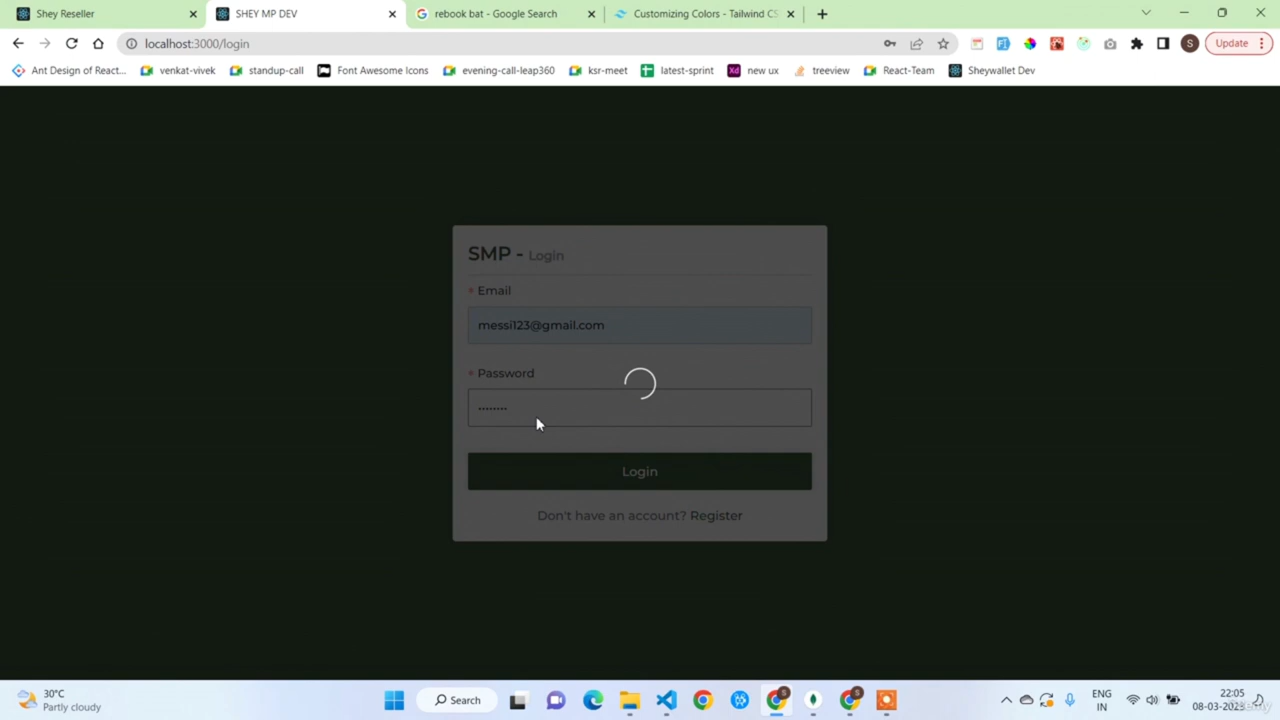 Shey Reseller
SHEY MP DEV
rebook bat - Google Search
Customizing Colors - Tailwind CS
localhost:3000/login
Update
Ant Design of React...
venkat-vivek
standup-call
Font Awesome Icons
evening-call-leap360
ksr-meet
latest-sprint
new ux
treeview
React-Team
Sheywallet Dev
SMP - Login
* Email
messi123@gmail.com
* Password
Login
Don't have an account? Register
30°C
Partly cloudy
Search
ENG
IN
22:05
08-03-2023